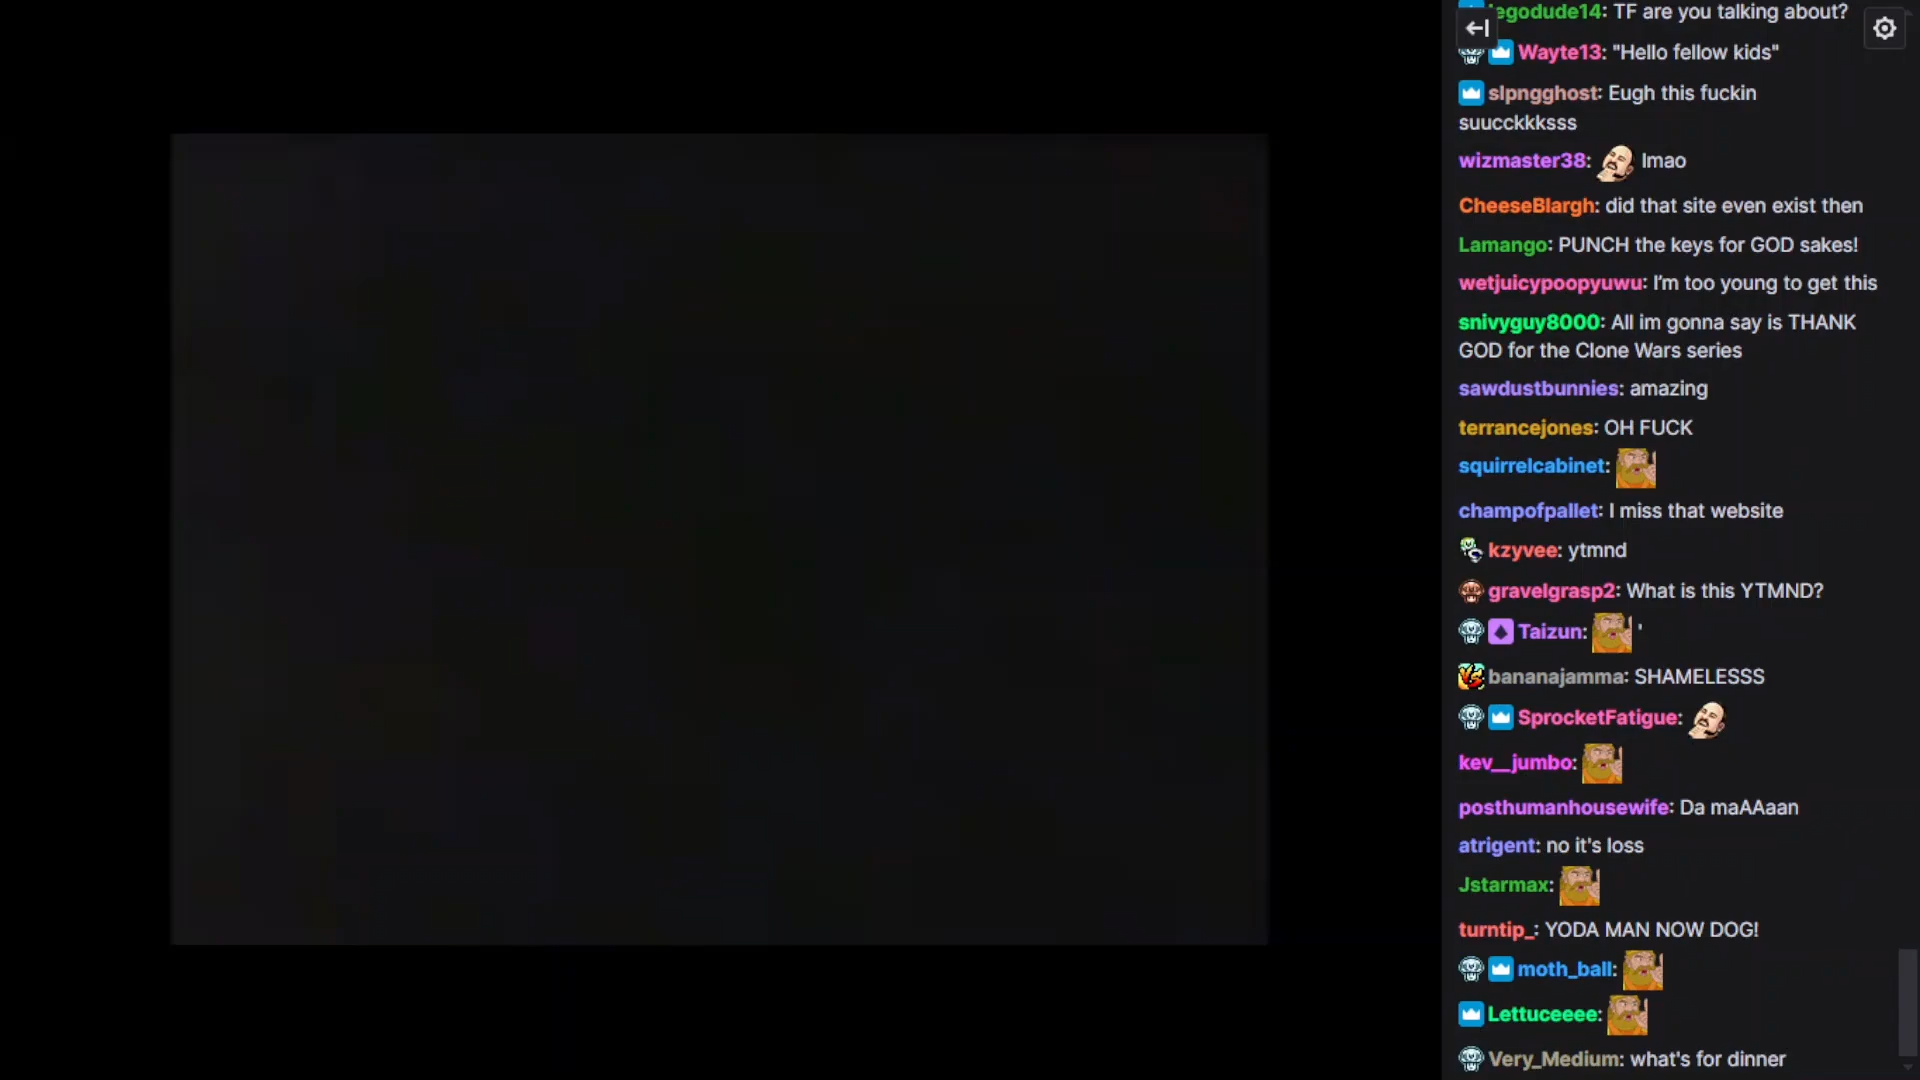 egodude14: TF are you talking about?
Wayte13: "Hello fellow kids"
slpngghost: Eugh this fuckin
suucckkksss
wizmaster38: lmao
CheeseBlargh: did that site even exist then
Lamango: PUNCH the keys for GOD sakes!
wetjuicypoopyuwu: I'm too young to get this
snivyguy8000: All im gonna say is THANK
GOD for the Clone Wars series
sawdustbunnies: amazing
terrancejones: OH FUCK
squirrelcabinet:
champofpallet: I miss that website
kzyvee: ytmnd
gravelgrasp2: What is this YTMND?
Taizun: '
bananajamma: SHAMELESSS
SprocketFatigue:
kev__jumbo:
posthumanhousewife: Da maAAaan
atrigent: no it's loss
Jstarmax:
turntip_: YODA MAN NOW DOG!
moth_ball:
Lettuceeee:
Very_Medium: what's for dinner